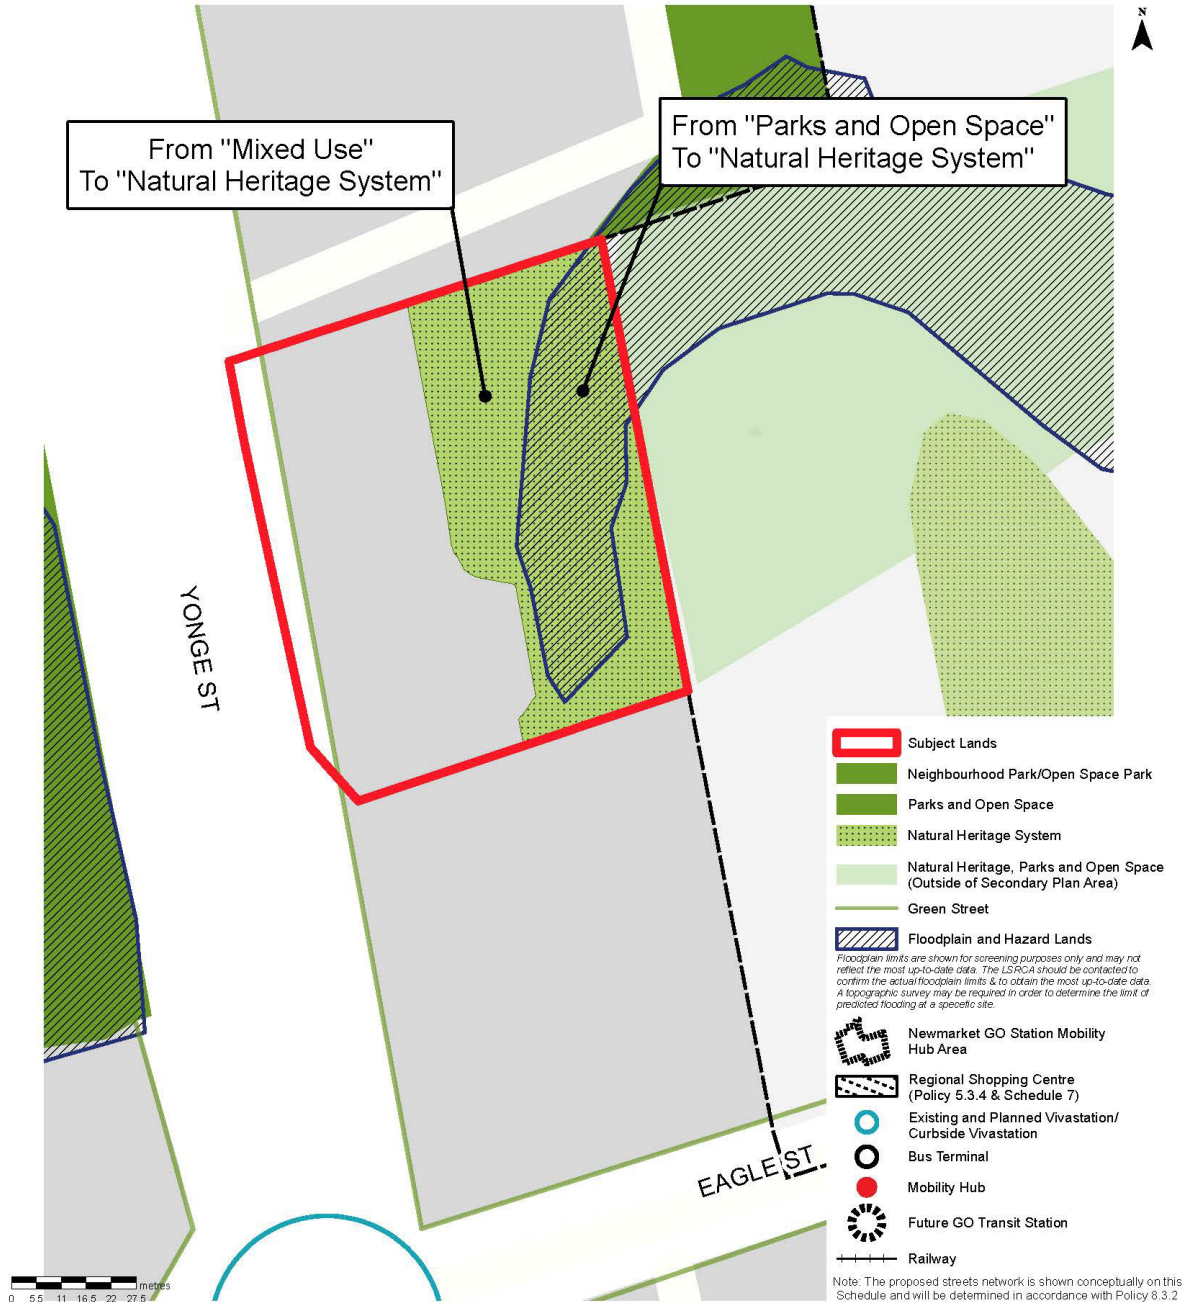 N
From "Mixed Use"
To "Natural Heritage System"
From "Parks and Open Space"
To "Natural Heritage System"
YONGE ST
EAGLE ST
Subject Lands
Neighbourhood Park/Open Space Park
Parks and Open Space
Natural Heritage System
Natural Heritage, Parks and Open Space
(Outside of Secondary Plan Area)
Green Street
Floodplain and Hazard Lands
Floodplain limits are shown for screening purposes only and may not
reflect the most up-to-date data. The LSRCA should be contacted to
confirm the actual floodplain limits & to obtain the most up-to-date data.
A topographic survey may be required in order to determine the limit of
predicted flooding at a specefic site.
Newmarket GO Station Mobility
Hub Area
Regional Shopping Centre
(Policy 5.3.4 & Schedule 7)
Existing and Planned Vivastation/
Curbside Vivastation
Bus Terminal
Mobility Hub
Future GO Transit Station
Railway
Note: The proposed streets network is shown conceptually on this
Schedule and will be determined in accordance with Policy 8.3.2
metres
0 5.5 11 16.5 22 27.5